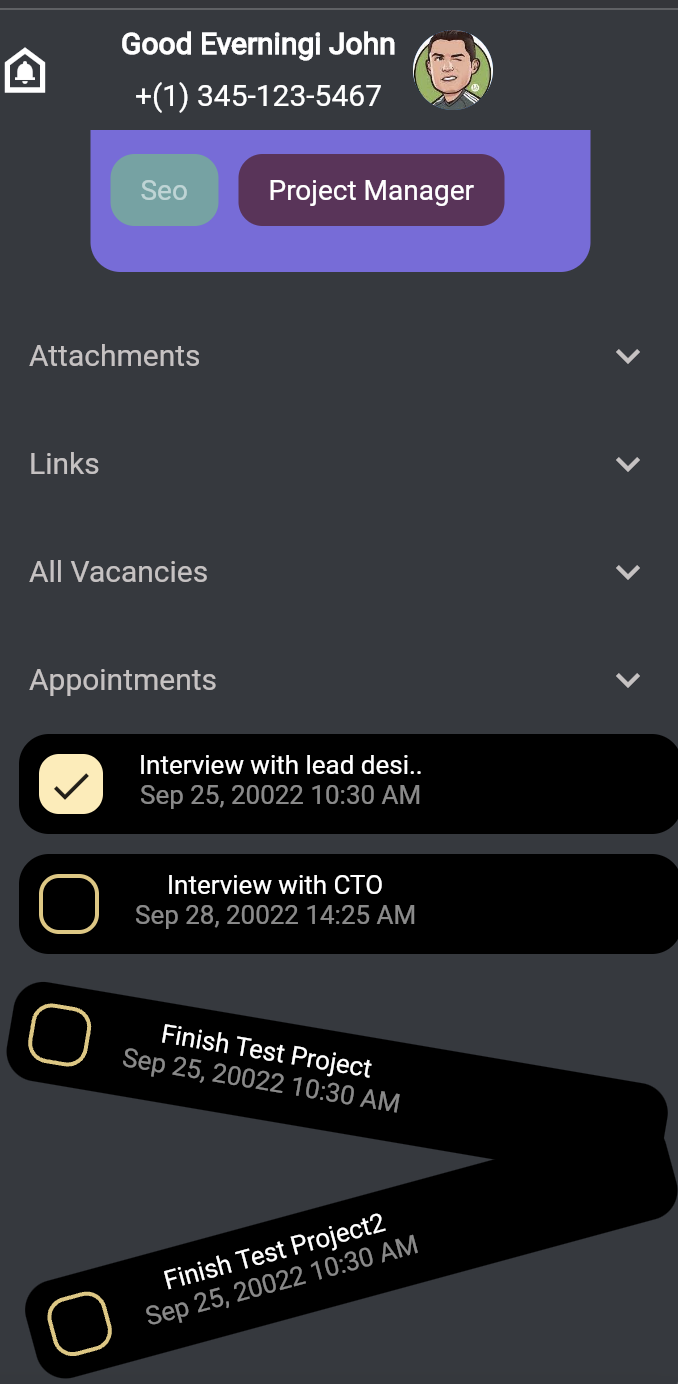 Good Everningi John
+(1) 345-123-5467
Seo
Project Manager
Attachments
Links
All Vacancies
Appointments
Interview with lead desi..
Sep 25, 20022 10:30 AM
Interview with CTO
Sep 28, 20022 14:25 AM
Finish Test Project
Sep 25, 20022 10:30 AM
Finish Test Project2
Sep 25, 20022 10:30 AM